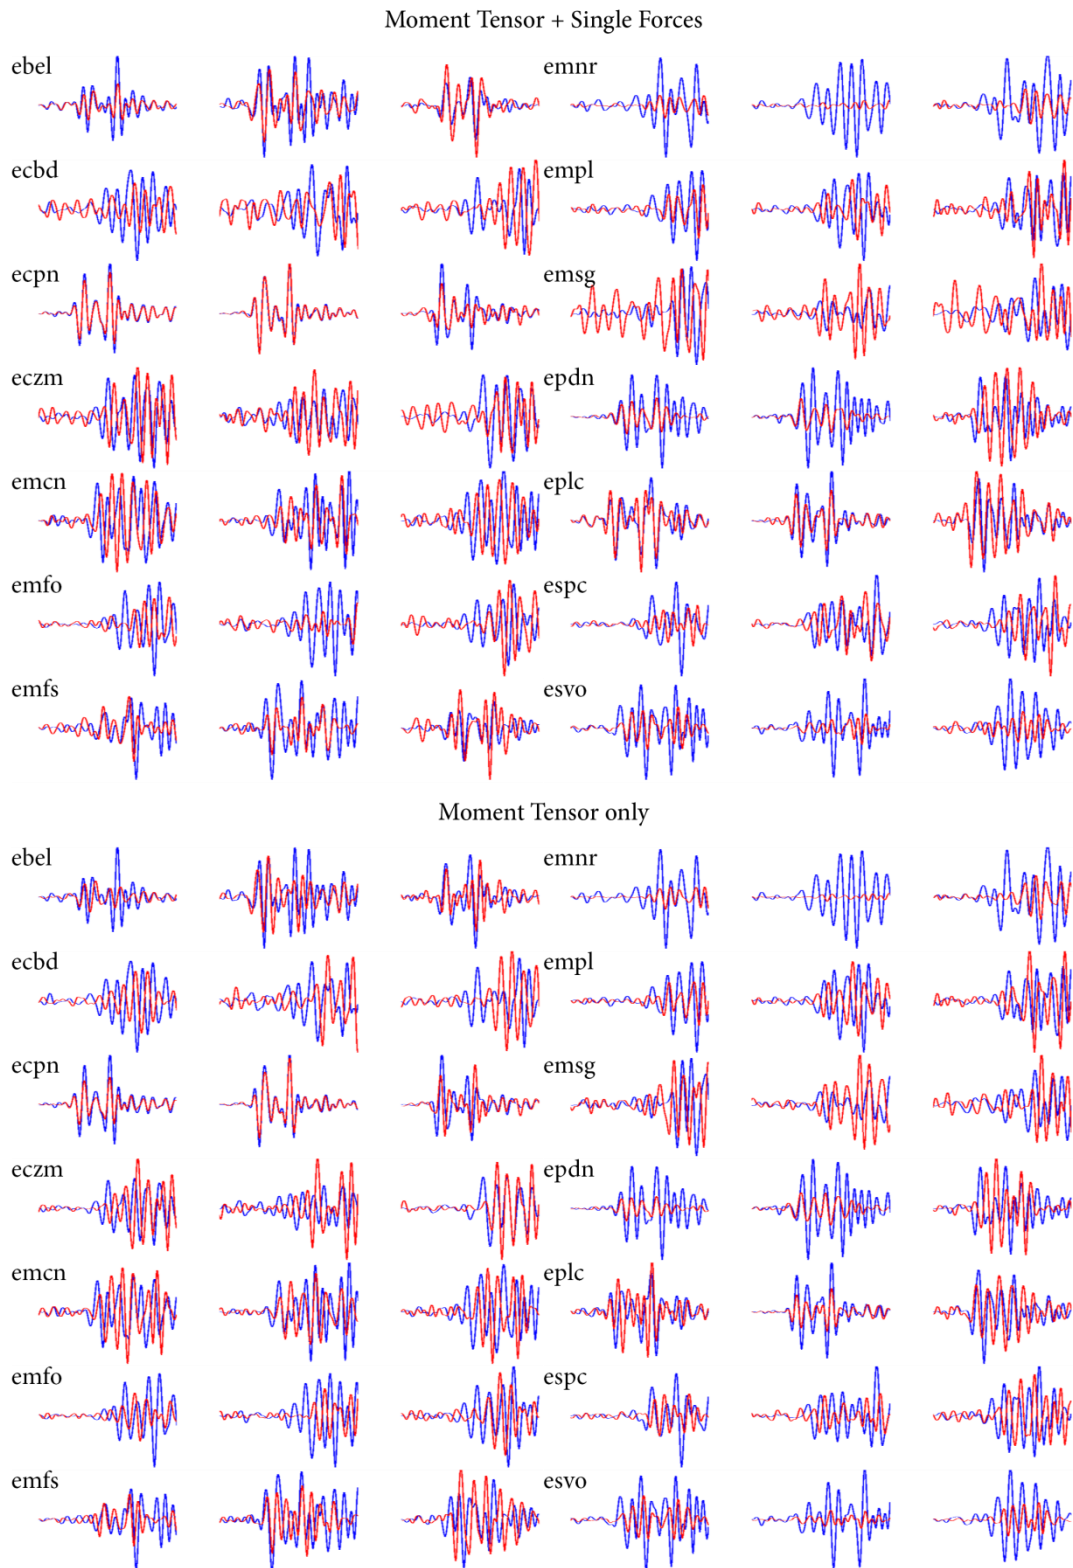 Moment Tensor + Single Forces
ebel emnr
ecbd empl
ecpn emsg
eczm epdn
emcn eplc
emfo espc
emfs esvo
Moment Tensor only
ebel emnr
ecbd empl
ecpn emsg
eczm epdn
emcn eplc
emfo espc
emfs esvo